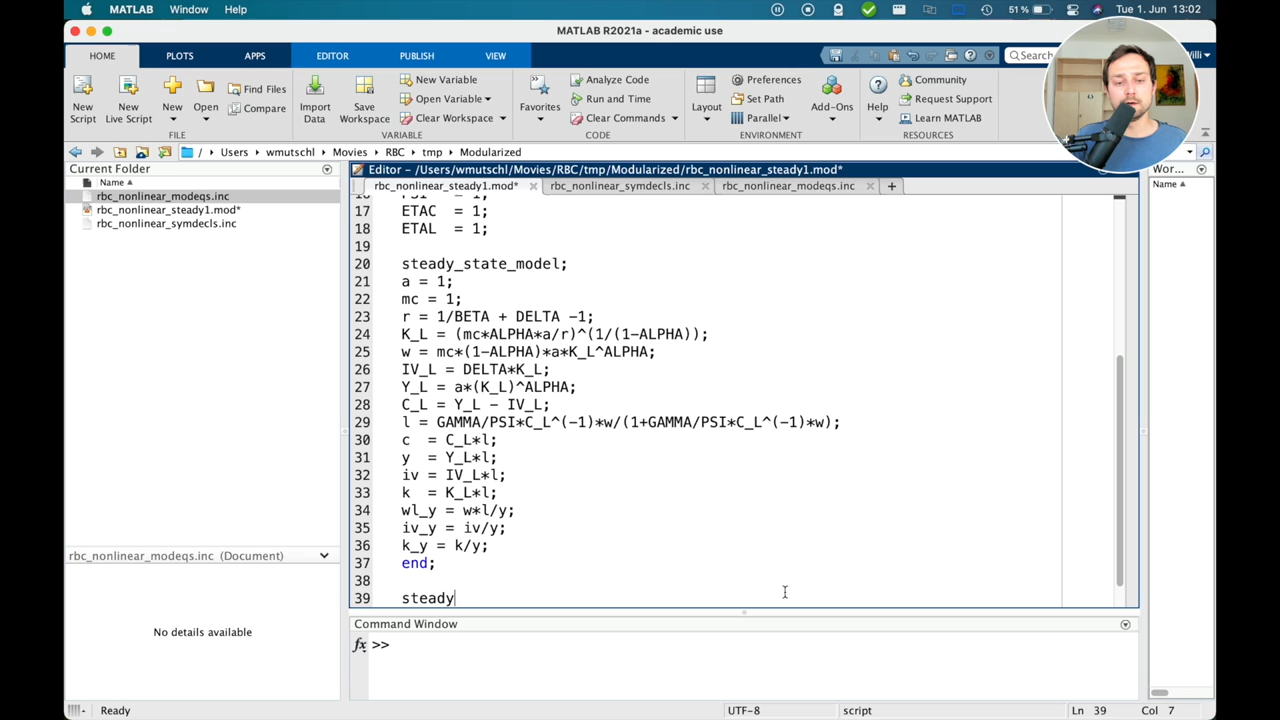 MATLAB Window Help
51 % Tue 1. Jun 13:02
MATLAB R2021a - academic use
HOME PLOTS APPS EDITOR PUBLISH VIEW
Search
New Script
New Live Script
New
Open
Find Files
Compare
Import Data
Save Workspace
New Variable
Open Variable
Clear Workspace
Favorites
Analyze Code
Run and Time
Clear Commands
Layout
Preferences
Set Path
Parallel
Add-Ons
Help
Community
Request Support
Learn MATLAB
FILE VARIABLE CODE ENVIRONMENT RESOURCES
/ Users wmutschl Movies RBC tmp Modularized
Current Folder
Name
rbc_nonlinear_modeqs.inc
rbc_nonlinear_steady1.mod*
rbc_nonlinear_symdecls.inc
rbc_nonlinear_modeqs.inc (Document)
No details available
Editor - /Users/wmutschl/Movies/RBC/tmp/Modularized/rbc_nonlinear_steady1.mod*
rbc_nonlinear_steady1.mod* rbc_nonlinear_symdecls.inc rbc_nonlinear_modeqs.inc
17 ETAC = 1;
18 ETAL = 1;
19
20 steady_state_model;
21 a = 1;
22 mc = 1;
23 r = 1/BETA + DELTA -1;
24 K_L = (mc*ALPHA*a/r)^(1/(1-ALPHA));
25 w = mc*(1-ALPHA)*a*K_L^ALPHA;
26 IV_L = DELTA*K_L;
27 Y_L = a*(K_L)^ALPHA;
28 C_L = Y_L - IV_L;
29 l = GAMMA/PSI*C_L^(-1)*w/(1+GAMMA/PSI*C_L^(-1)*w);
30 c = C_L*l;
31 y = Y_L*l;
32 iv = IV_L*l;
33 k = K_L*l;
34 wl_y = w*l/y;
35 iv_y = iv/y;
36 k_y = k/y;
37 end;
38
39 steady
Command Window
fx >>
Wor...
Name
Ready
UTF-8 script Ln 39 Col 7